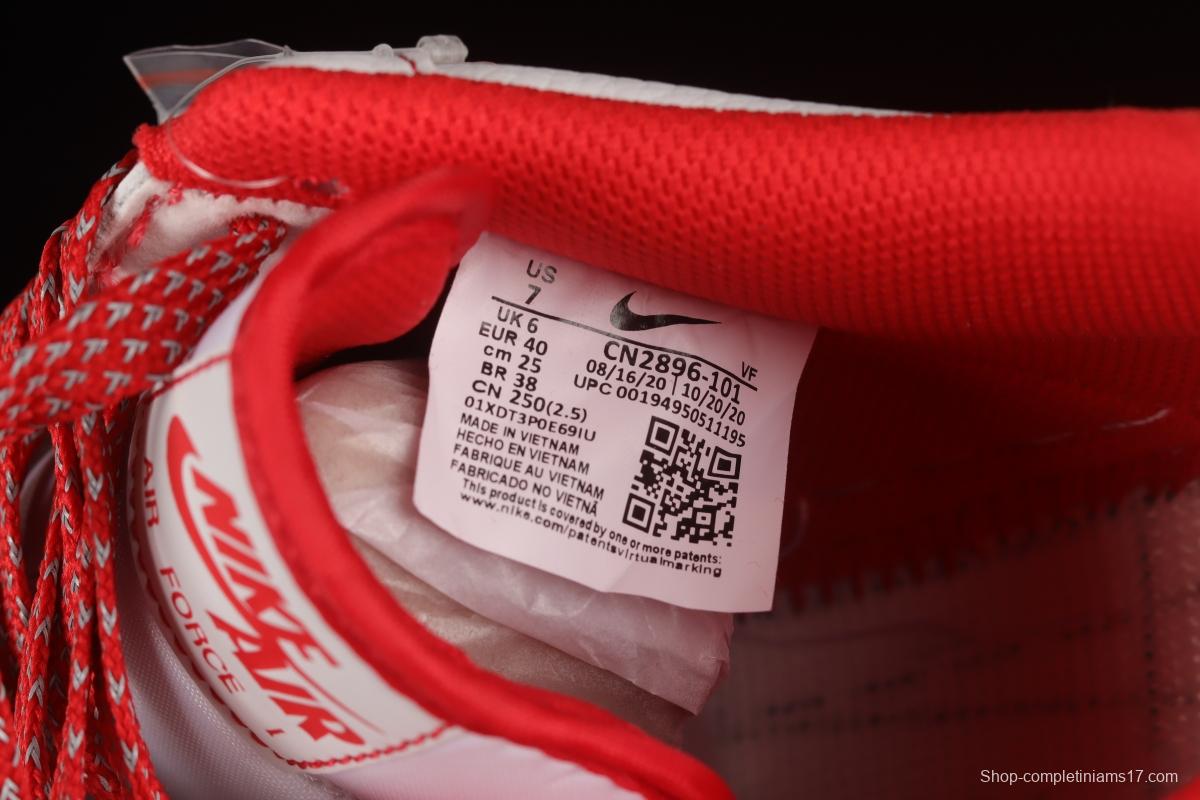 US
7
UK 6
EUR 40
cm 25
BR 38
CN 250(2.5)
01XDT3P0E69IU
MADE IN VIETNAM
HECHO EN VIETNAM
FABRIQUE AU VIETNAM
FABRICADO NO VIETNÃ
This product is covered by one or more patents:
www.nike.com/patentsvirtualmarking
VF
CN2896-101
08/16/20 | 10/20/20
UPC 00194950511195
NIKE
AIR
AIR FORCE 1
Shop-completiniams17.com